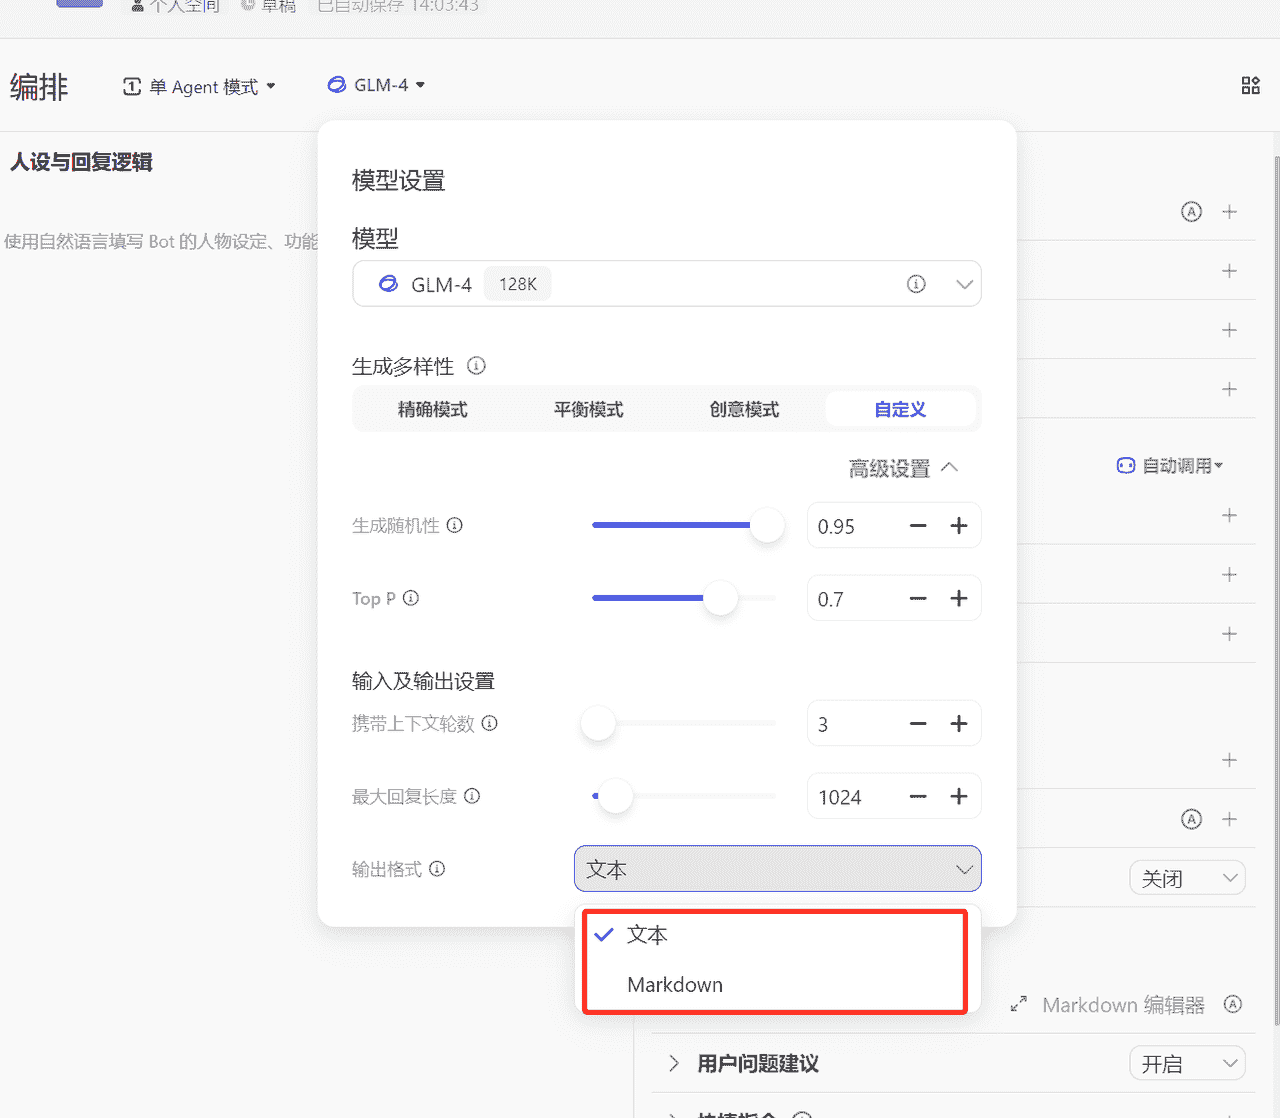 个人空间 草稿 已自动保存 14:03:43
编排 单 Agent 模式 GLM-4
人设与回复逻辑
使用自然语言填写 Bot 的人物设定、功能
模型设置
模型
GLM-4 128K
生成多样性
精确模式 平衡模式 创意模式 自定义
高级设置
自动调用
生成随机性 0.95
Top P 0.7
输入及输出设置
携带上下文轮数 3
最大回复长度 1024
输出格式 文本
关闭
文本
Markdown
Markdown 编辑器
用户问题建议 开启